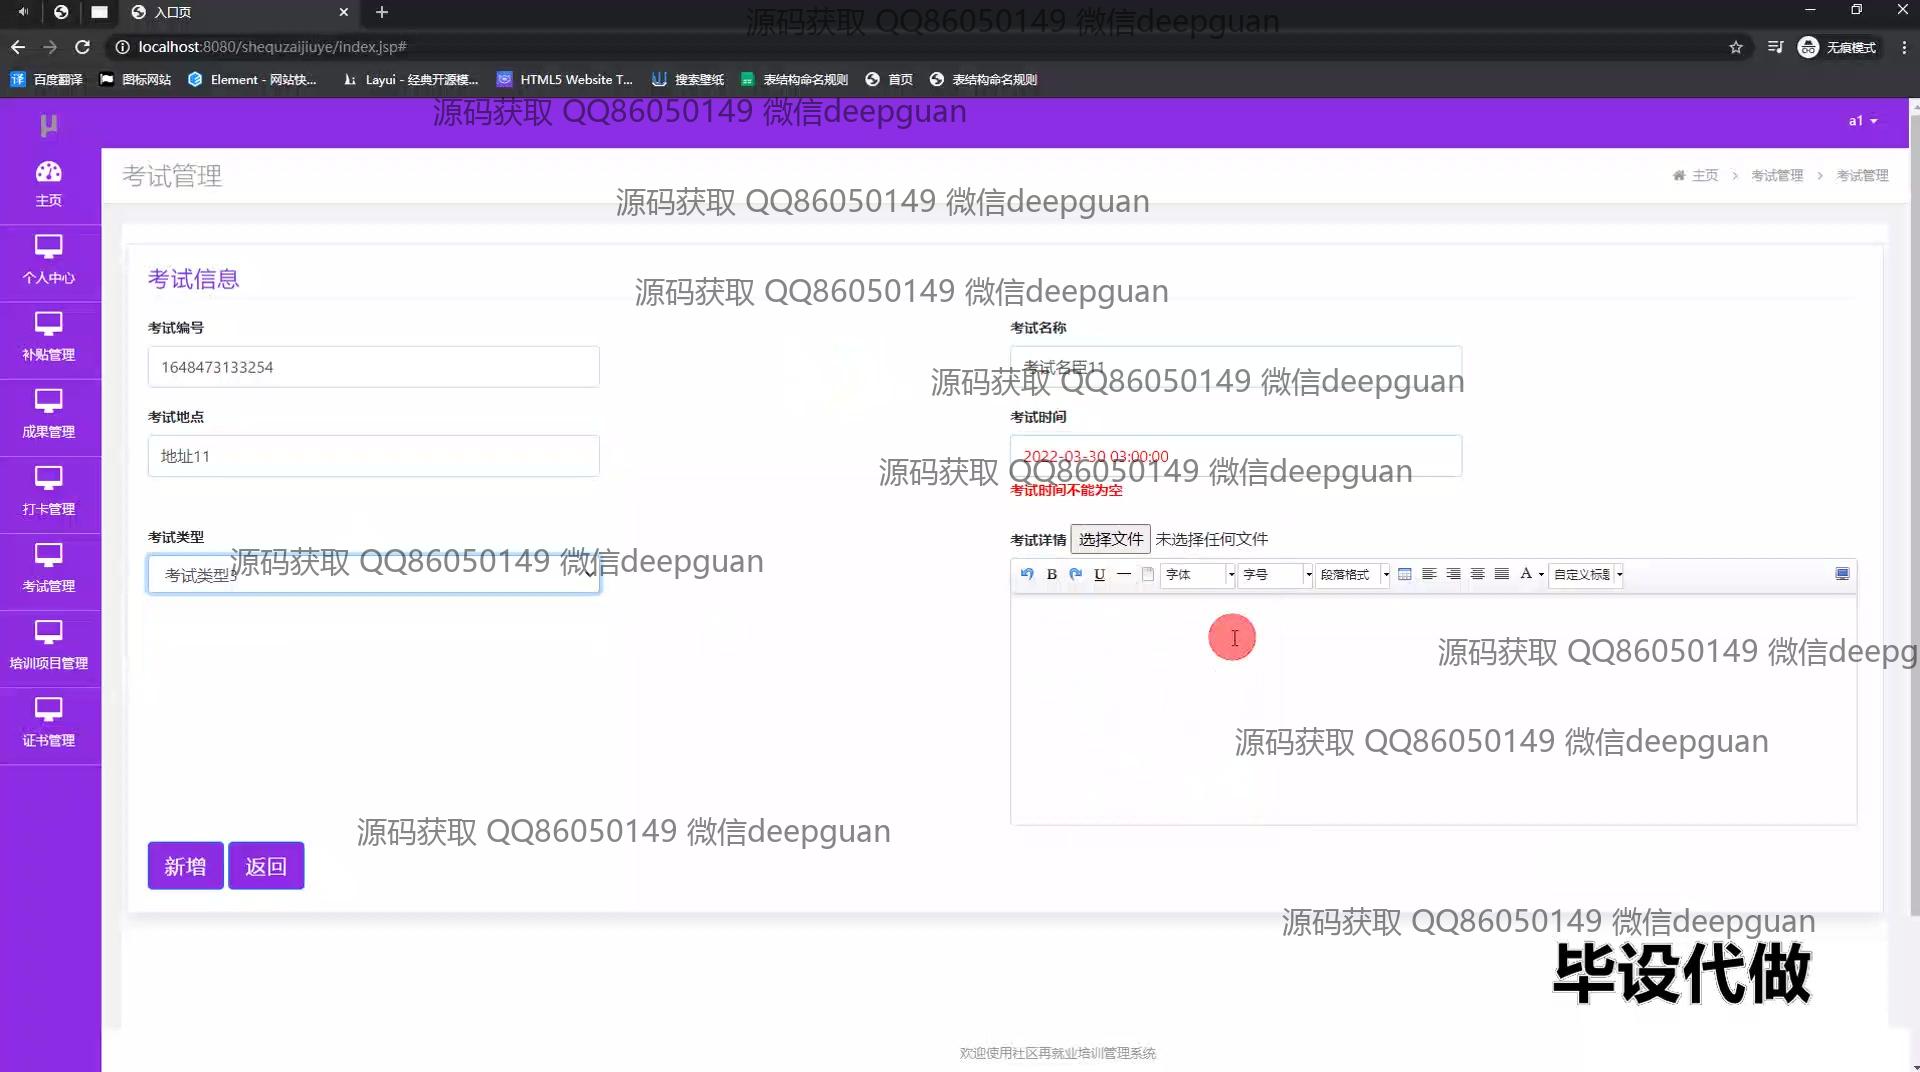 入口页
源码获取 QQ86050149 微信deepguan
localhost:8080/shequzaijiuye/index.jsp#
无痕模式
百度翻译 图标网站 Element - 网站快... Layui - 经典开源模... HTML5 Website T... 搜索壁纸 表结构命名规则 首页 表结构命名规则
源码获取 QQ86050149 微信deepguan
μ
a1
考试管理
主页 > 考试管理 > 考试管理
主页
源码获取 QQ86050149 微信deepguan
个人中心
考试信息
源码获取 QQ86050149 微信deepguan
考试编号
考试名称
补贴管理
1648473133254
考试名臣11
源码获取 QQ86050149 微信deepguan
考试地点
考试时间
成果管理
地址11
2022-03-30 03:00:00
源码获取 QQ86050149 微信deepguan
考试时间不能为空
打卡管理
考试类型
考试详情 选择文件 未选择任何文件
源码获取 QQ86050149 微信deepguan
考试类型3
B U 字体 字号 段落格式 A 自定义标题
考试管理
源码获取 QQ86050149 微信deepg
培训项目管理
证书管理
源码获取 QQ86050149 微信deepguan
源码获取 QQ86050149 微信deepguan
新增 返回
源码获取 QQ86050149 微信deepguan
毕设代做
欢迎使用社区再就业培训管理系统